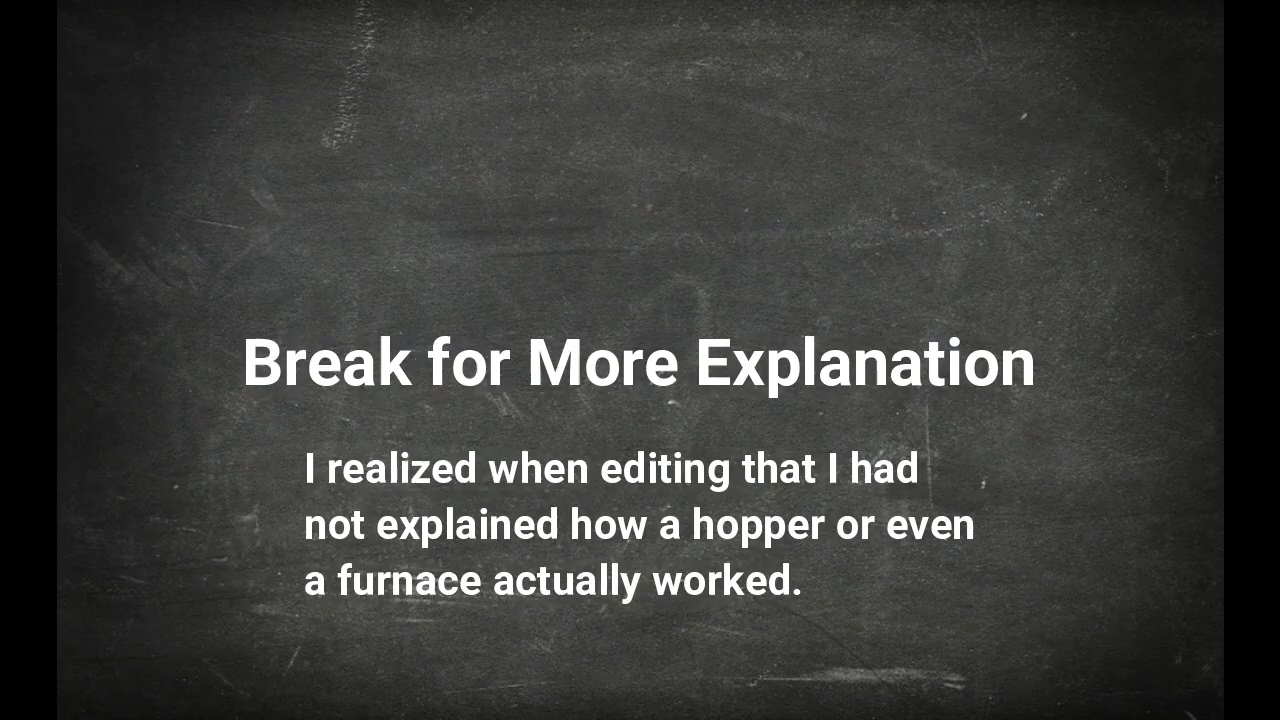 Break for More Explanation
I realized when editing that I had
not explained how a hopper or even
a furnace actually worked.